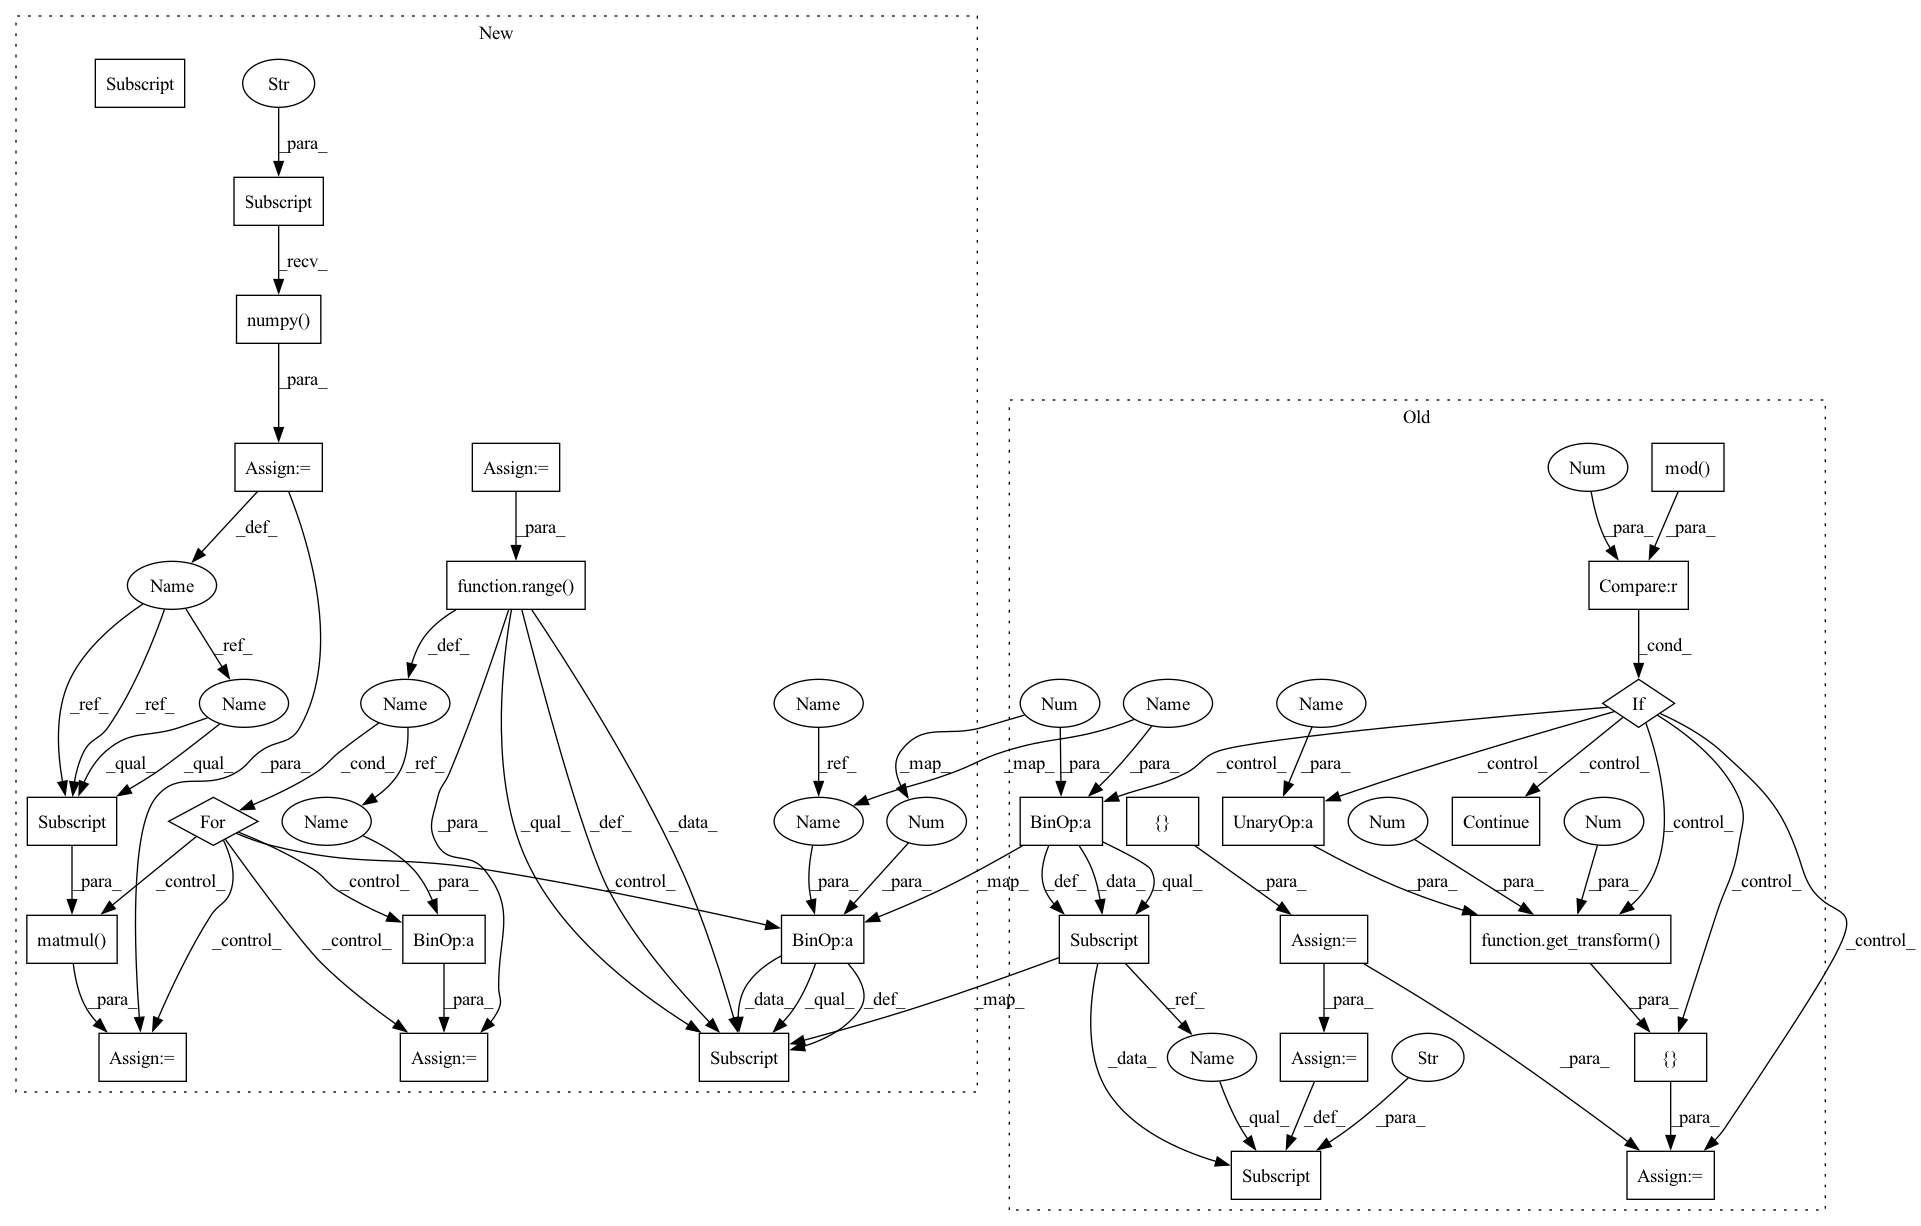 New
Subscript
Str
_para_
Subscript
_recv_
numpy()
_para_
Old
Assign:=
Assign:=
Num
mod()
_def_
_para_
_para_
_para_
Name
function.range()
Compare:r
_ref_
_def_
_cond_
Name
Name
Name
Num
Name
Name
If
_ref_
_ref_
_qual_
_qual_
_para_
_cond_
_ref_
_para_
_qual_
_def_
_data_
_ref_
_map_
_map_
_para_
_para_
_control_
_para_
_control_
_control_
_control_
_control_
_control_
Subscript
For
Name
Name
Num
BinOp:a
{}
UnaryOp:a
Num
Continue
Num
_para_
_control_
_control_
_para_
_control_
_para_
_para_
_map_
_def_
_data_
_qual_
_para_
_para_
_para_
_para_
matmul()
BinOp:a
BinOp:a
Subscript
Assign:=
function.get_transform()
_control_
_control_
_para_
_para_
_data_
_qual_
_def_
_map_
_ref_
_para_
_para_
Assign:=
Assign:=
Subscript
Name
Assign:=
Str
{}
_data_
_qual_
_def_
_para_
_para_
_para_
Subscript
Assign:=